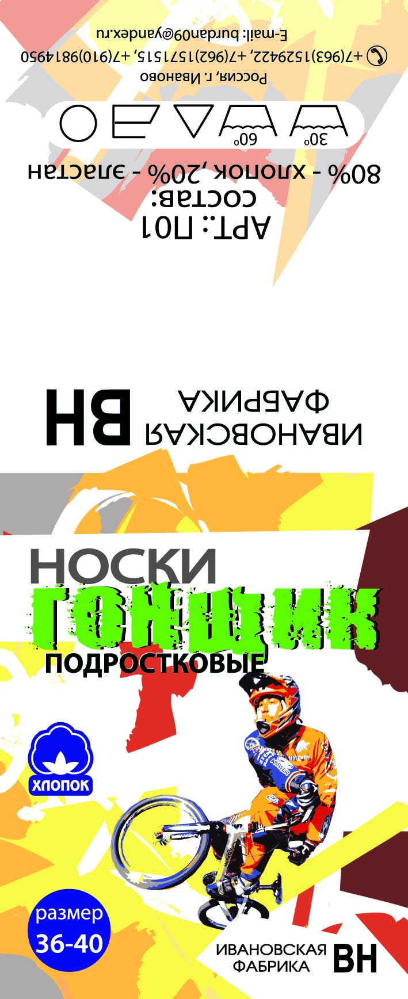 ИВАНОВСКАЯ
ФАБРИКА
ВН
АРТ.: П01
состав:
80% - хлопок, 20% - эластан
30° 60°
Россия, г. Иваново
+7(963)1529422, +7(962)1571515, +7(910)9814950
E-mail: burdan09@yandex.ru
НОСКИ
ГОНЩИК
ПОДРОСТКОВЫЕ
ANSWER
ХЛОПОК
размер
36-40
ИВАНОВСКАЯ
ФАБРИКА
ВН